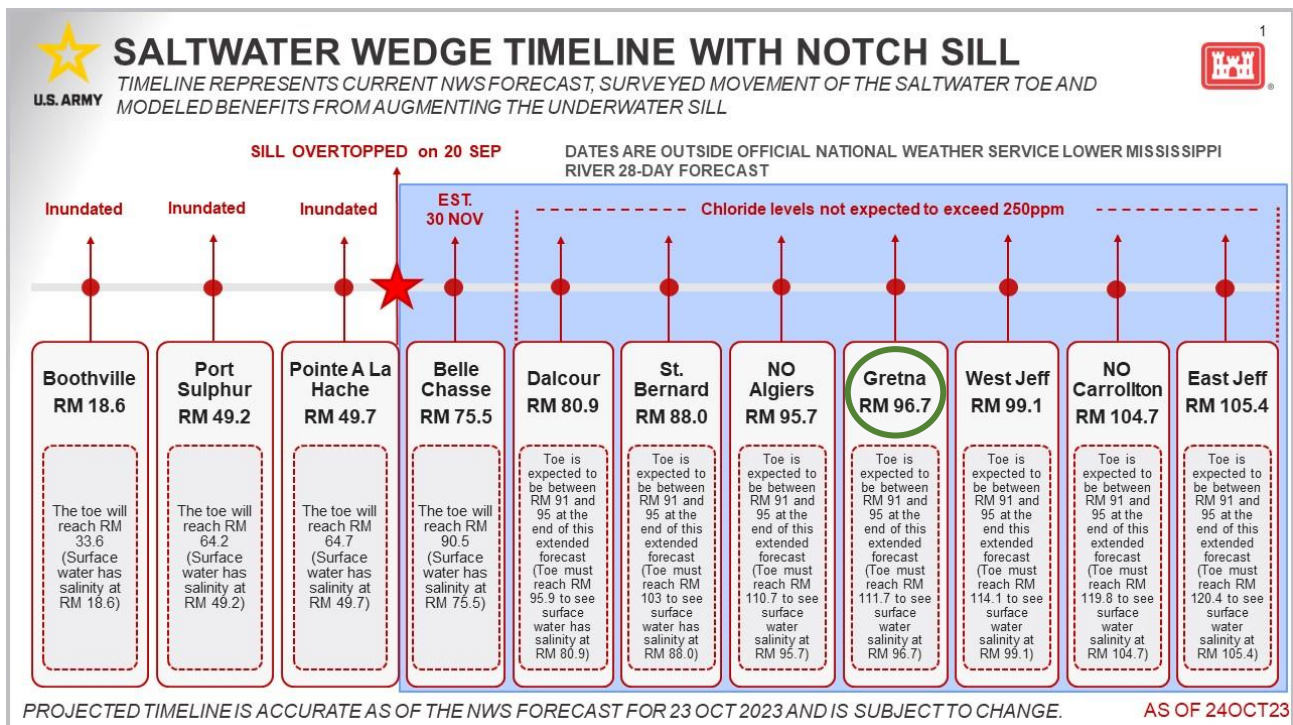 1
SALTWATER WEDGE TIMELINE WITH NOTCH SILL
TIMELINE REPRESENTS CURRENT NWS FORECAST, SURVEYED MOVEMENT OF THE SALTWATER TOE AND
MODELED BENEFITS FROM AUGMENTING THE UNDERWATER SILL
U.S. ARMY
®
SILL OVERTOPPED on 20 SEP
DATES ARE OUTSIDE OFFICIAL NATIONAL WEATHER SERVICE LOWER MISSISSIPPI
RIVER 28-DAY FORECAST
Inundated
Inundated
Inundated
EST.
30 NOV
Chloride levels not expected to exceed 250ppm
Boothville
RM 18.6
The toe will
reach RM
33.6
(Surface
water has
salinity at
RM 18.6)
Port
Sulphur
RM 49.2
The toe will
reach RM
64.2
(Surface
water has
salinity at
RM 49.2)
Pointe A La
Hache
RM 49.7
The toe will
reach RM
64.7
(Surface
water has
salinity at
RM 49.7)
Belle
Chasse
RM 75.5
The toe will
reach RM
90.5
(Surface
water has
salinity at
RM 75.5)
Dalcour
RM 80.9
Toe is
expected to
be between
RM 91 and
95 at the
end of this
extended
forecast
(Toe must
reach RM
95.9 to see
surface
water has
salinity at
RM 80.9)
St.
Bernard
RM 88.0
Toe is
expected to
be between
RM 91 and
95 at the
end of this
extended
forecast
(Toe must
reach RM
103 to see
surface
water has
salinity at
RM 88.0)
NO
Algiers
RM 95.7
Toe is
expected to
be between
RM 91 and
95 at the
end of this
extended
forecast
(Toe must
reach RM
110.7 to see
surface
water
salinity at
RM 95.7)
Gretna
RM 96.7
Toe is
expected to
be between
RM 91 and
95 at the
end of this
extended
forecast
(Toe must
reach RM
111.7 to see
surface
water
salinity at
RM 96.7)
West Jeff
RM 99.1
Toe is
expected to
be between
RM 91 and
95 at the
end of this
extended
forecast
(Toe must
reach RM
114.1 to see
surface
water
salinity at
RM 99.1)
NO
Carrollton
RM 104.7
Toe is
expected to
be between
RM 91 and
95 at the
end of this
extended
forecast
(Toe must
reach RM
119.8 to see
surface
water
salinity at
RM 104.7)
East Jeff
RM 105.4
Toe is
expected to
be between
RM 91 and
95 at the
end of this
extended
forecast
(Toe must
reach RM
120.4 to see
surface
water
salinity at
RM 105.4)
PROJECTED TIMELINE IS ACCURATE AS OF THE NWS FORECAST FOR 23 OCT 2023 AND IS SUBJECT TO CHANGE.
AS OF 24OCT23